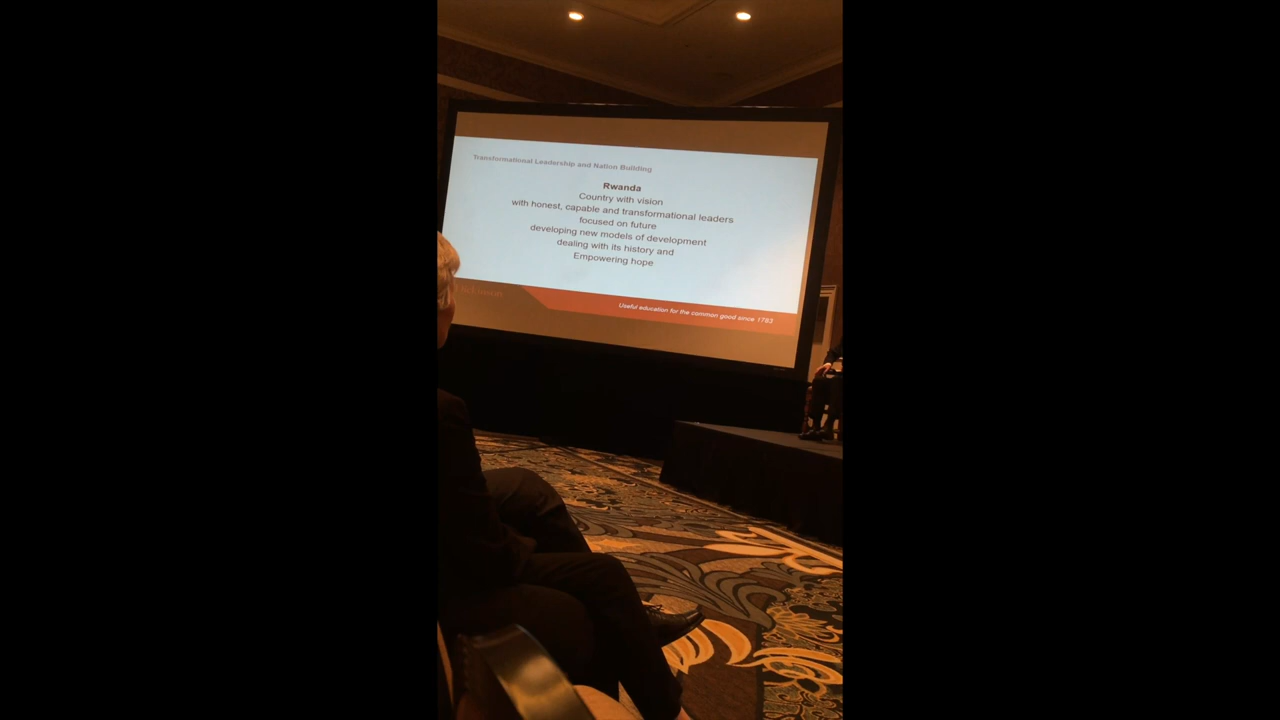 Transformational Leadership and Nation Building
Rwanda
Country with vision
with honest, capable and transformational leaders
focused on future
developing new models of development
dealing with its history and
Empowering hope
Useful education for the common good since 1783